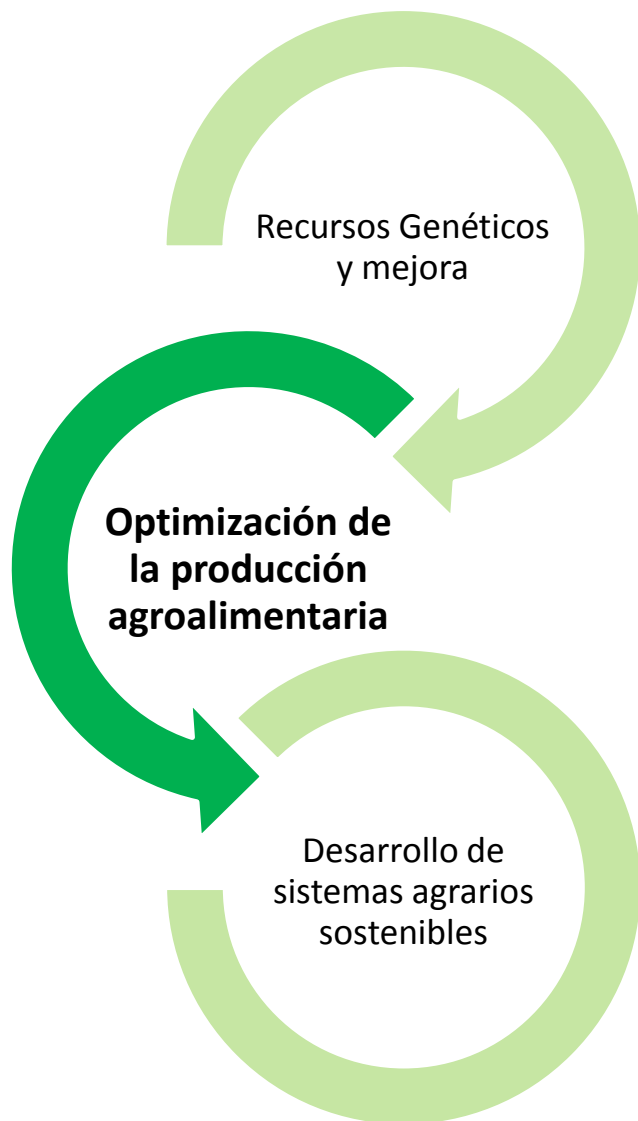 Recursos Genéticos
y mejora
Optimización de
la producción
agroalimentaria
Desarrollo de
sistemas agrarios
sostenibles